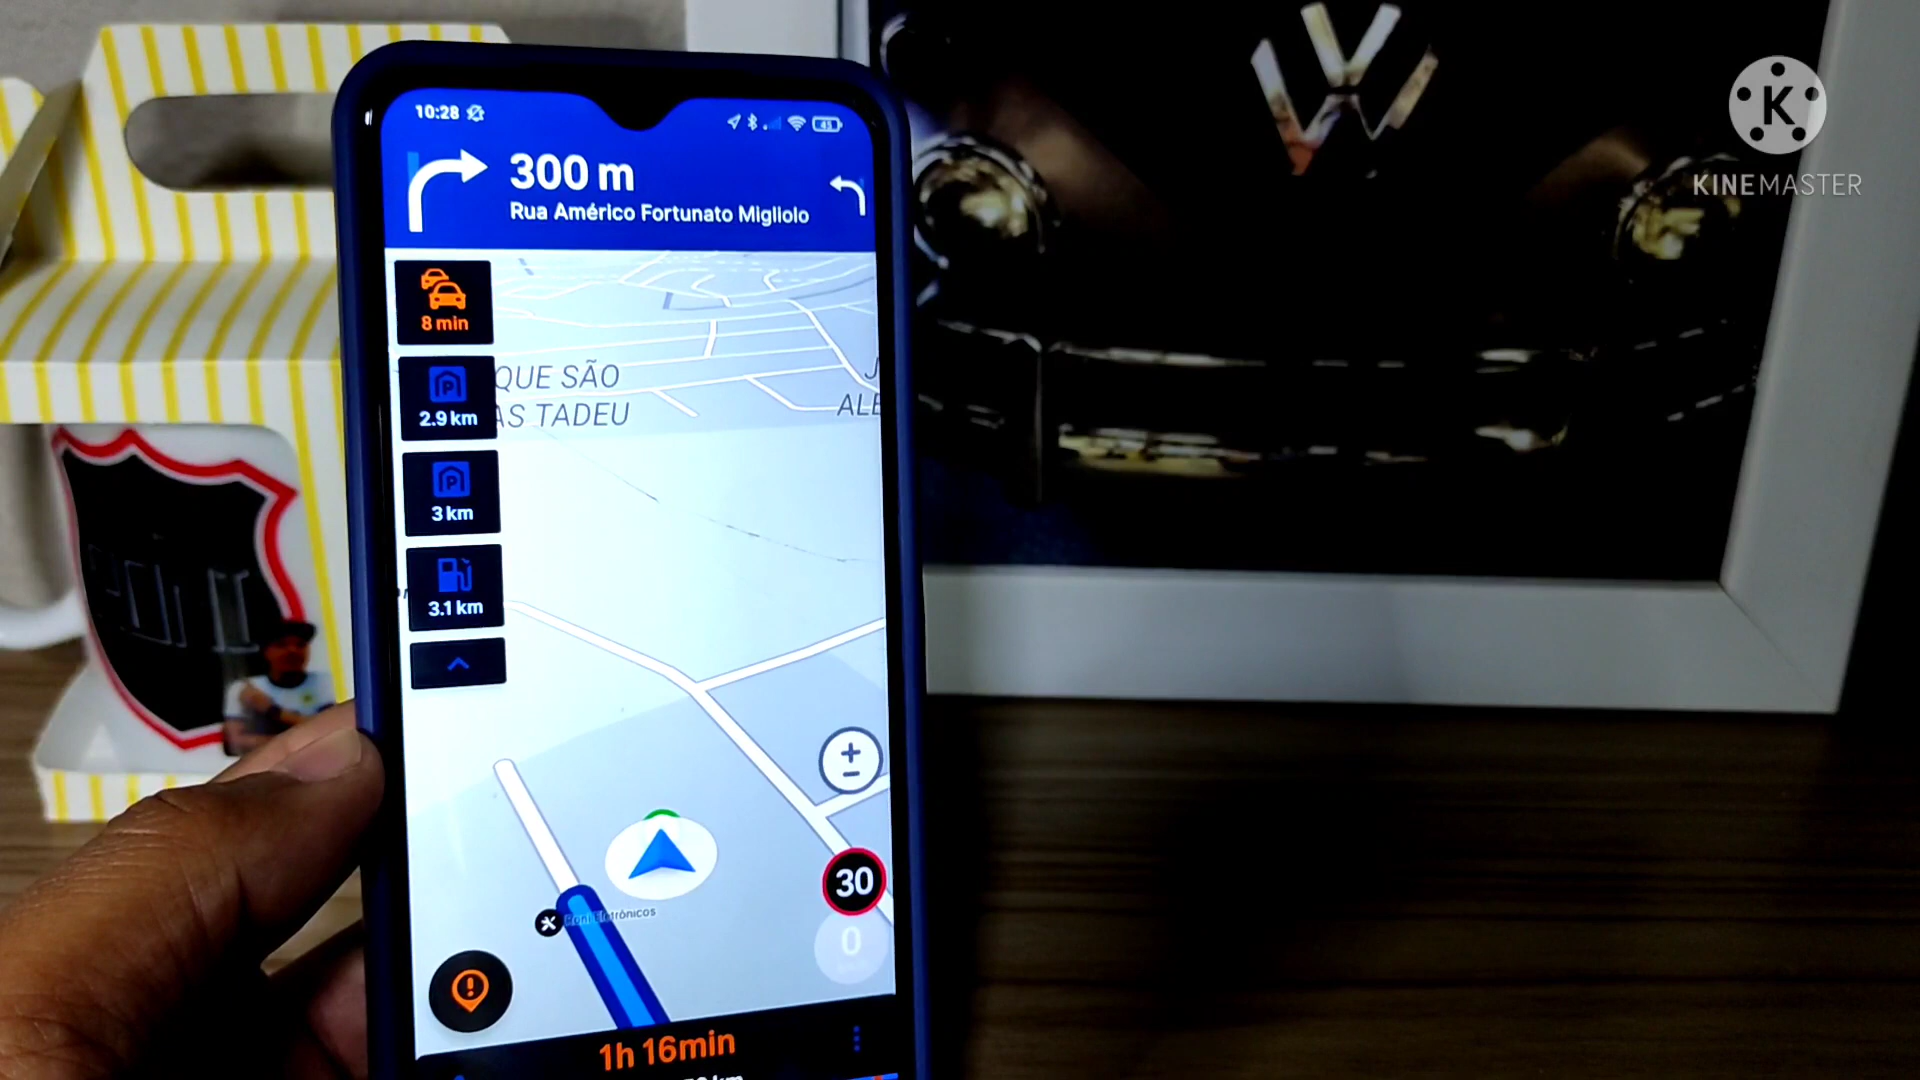 10:28
45
300 m
Rua Américo Fortunato Migliolo
8 min
2.9 km
QUE SÃO
AS TADEU
ALE
3 km
3.1 km
30
0
1h 16min
K
KINEMASTER